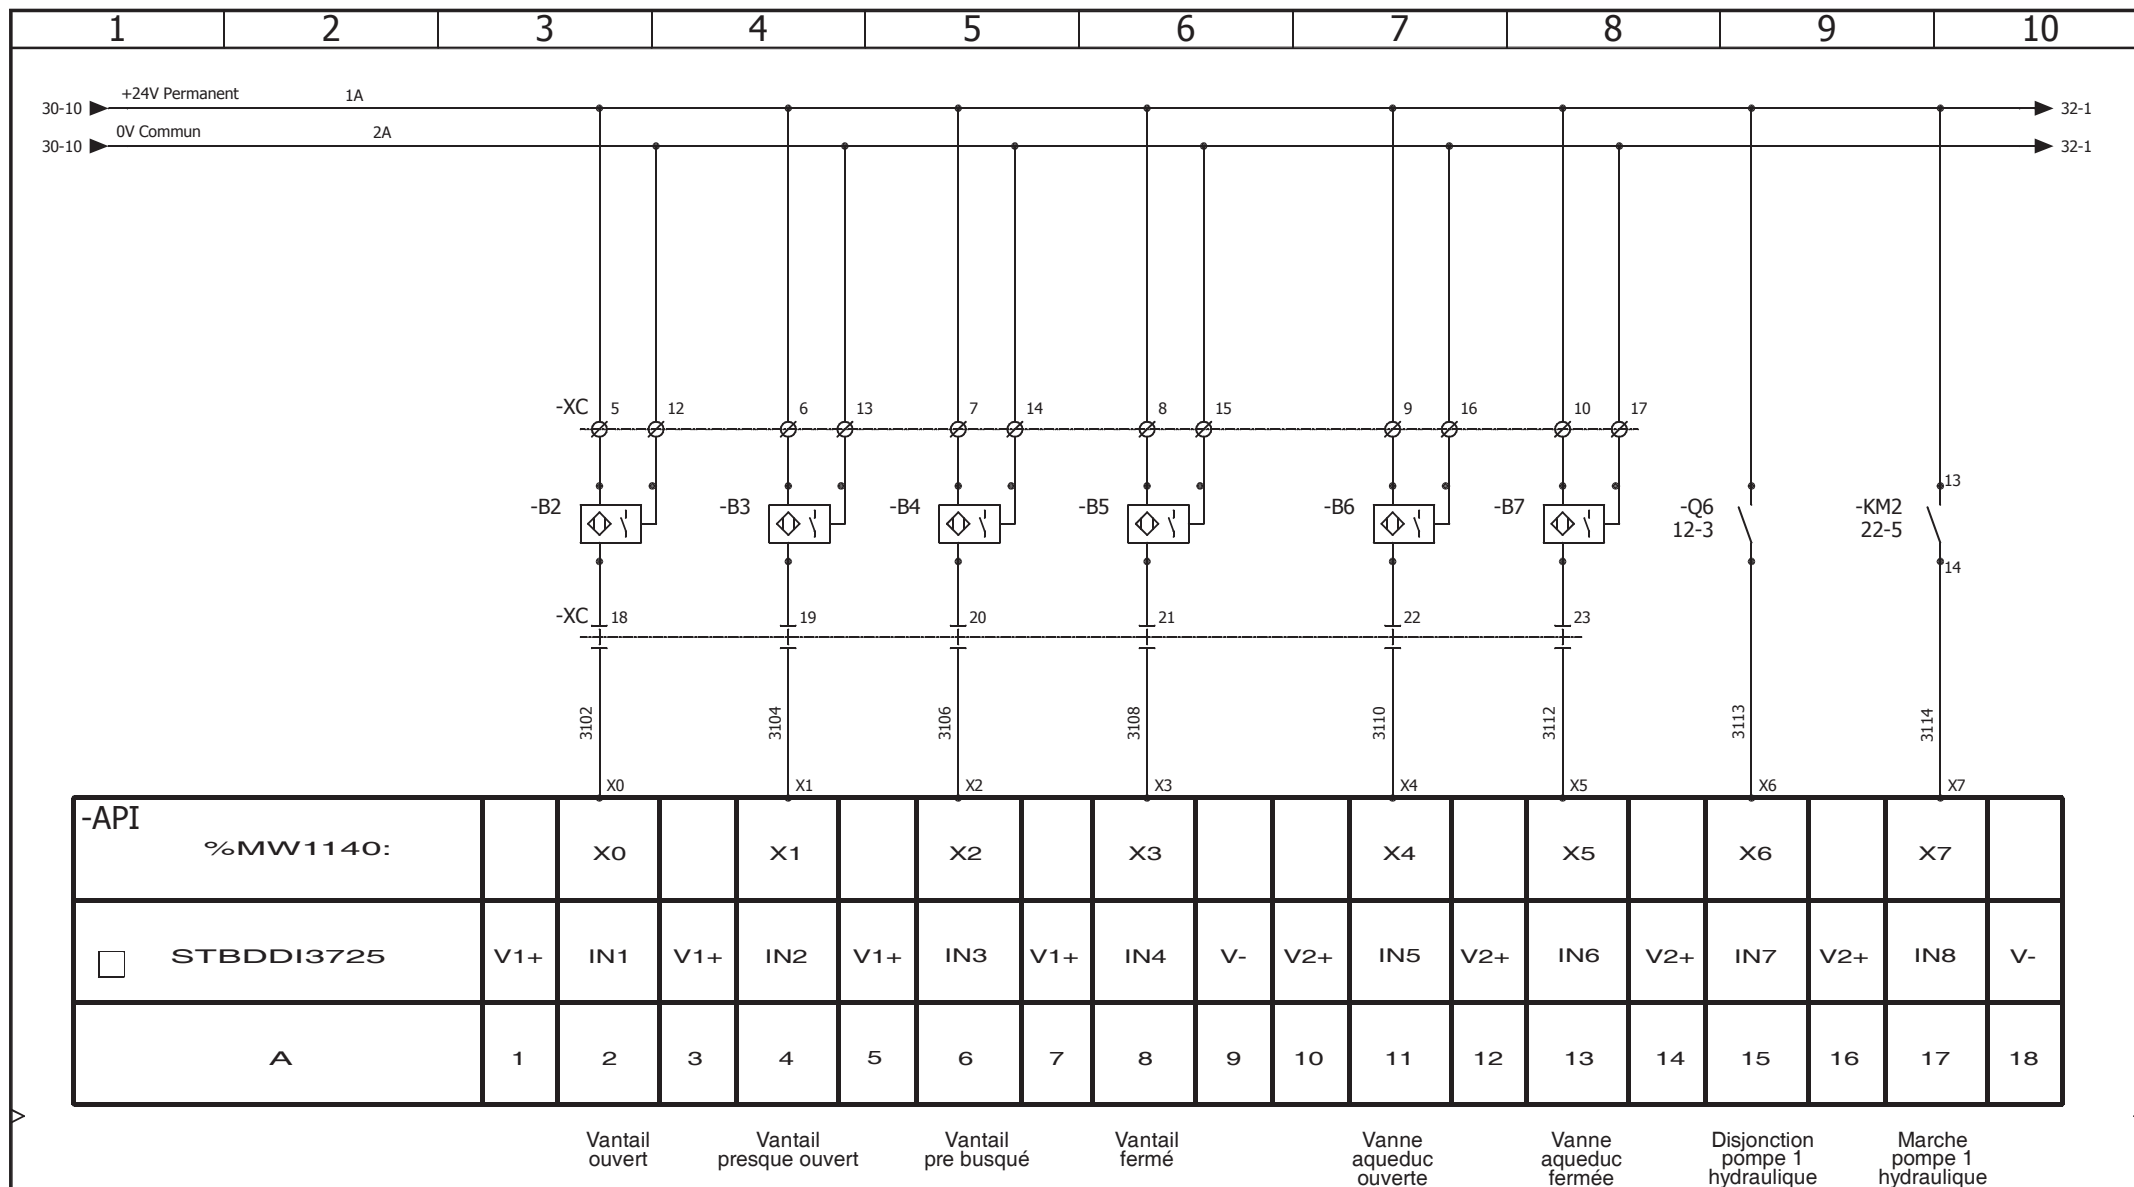 1 2 3 4 5 6 7 8 9 10
+24V Permanent 1A
30-10 32-1
0V Commun 2A
30-10 32-1
-XC 5 12 6 13 7 14 8 15 9 16 10 17
13
-B2 -B3 -B4 -B5 -B6 -B7 -Q6 -KM2
12-3 22-5
14
-XC 18 19 20 21 22 23
3102 3104 3106 3108 3110 3112 3113 3114
X0 X1 X2 X3 X4 X5 X6 X7
-API
%MW1140: X0 X1 X2 X3 X4 X5 X6 X7
STBDDI3725 V1+ IN1 V1+ IN2 V1+ IN3 V1+ IN4 V- V2+ IN5 V2+ IN6 V2+ IN7 V2+ IN8 V-
A 1 2 3 4 5 6 7 8 9 10 11 12 13 14 15 16 17 18
Vantail
ouvert
Vantail
presque ouvert
Vantail
pre busqué
Vantail
fermé
Vanne
aqueduc
ouverte
Vanne
aqueduc
fermée
Disjonction
pompe 1
hydraulique
Marche
pompe 1
hydraulique